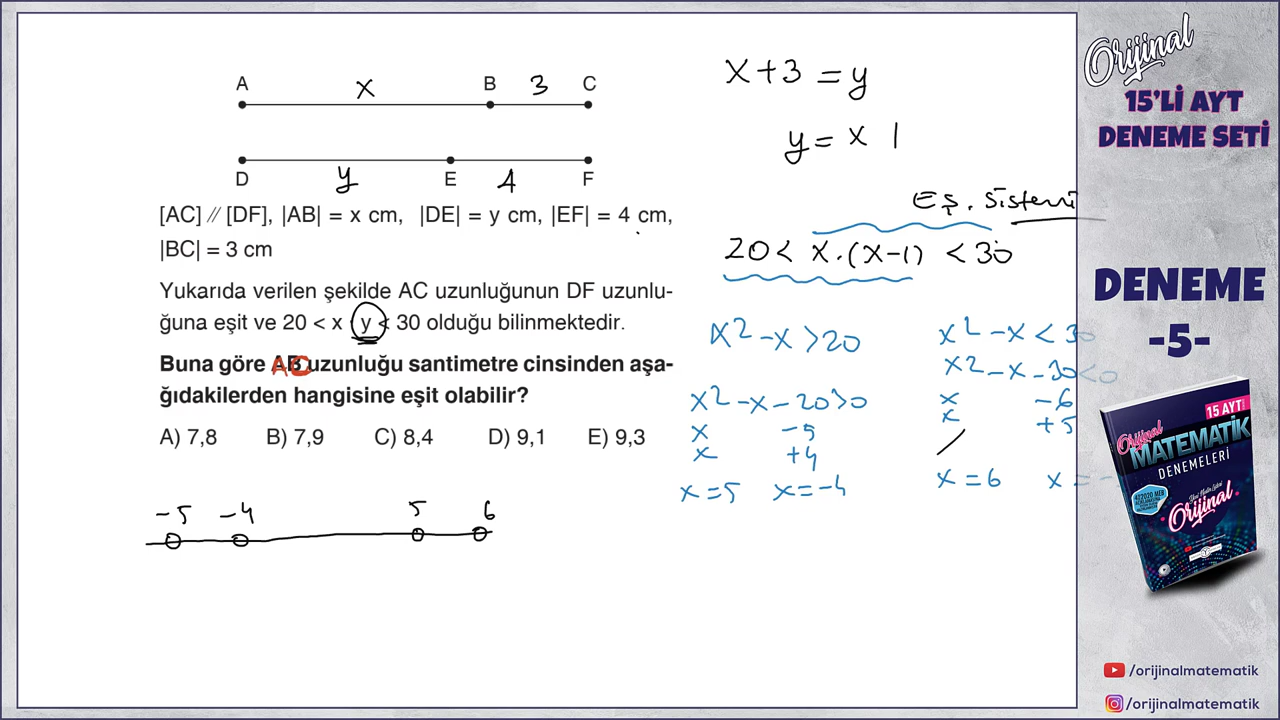 A x B 3 C
D y E 4 F
[AC] // [DF], |AB| = x cm, |DE| = y cm, |EF| = 4 cm,
|BC| = 3 cm
Yukarıda verilen şekilde AC uzunluğunun DF uzunlu-
ğuna eşit ve 20 < x · y < 30 olduğu bilinmektedir.
Buna göre AC uzunluğu santimetre cinsinden aşa-
ğıdakilerden hangisine eşit olabilir?
A) 7,8 B) 7,9 C) 8,4 D) 9,1 E) 9,3
-5 -4 5 6
x+3 = y
y = x 1
Eş. Sistemi
20 < x.(x-1) < 30
x2-x>20
x2-x-20>0
x -5
x +4
x=5 x=-4
x2-x<30
x2-x-30<0
x -6
x +5
x=6 x=-
Orijinal
15'Lİ AYT
DENEME SETİ
DENEME
-5-
15 AYT
Orijinal
MATEMATİK
DENEMELERİ
Orijinal
/orijinalmatematik
/orijinalmatematik